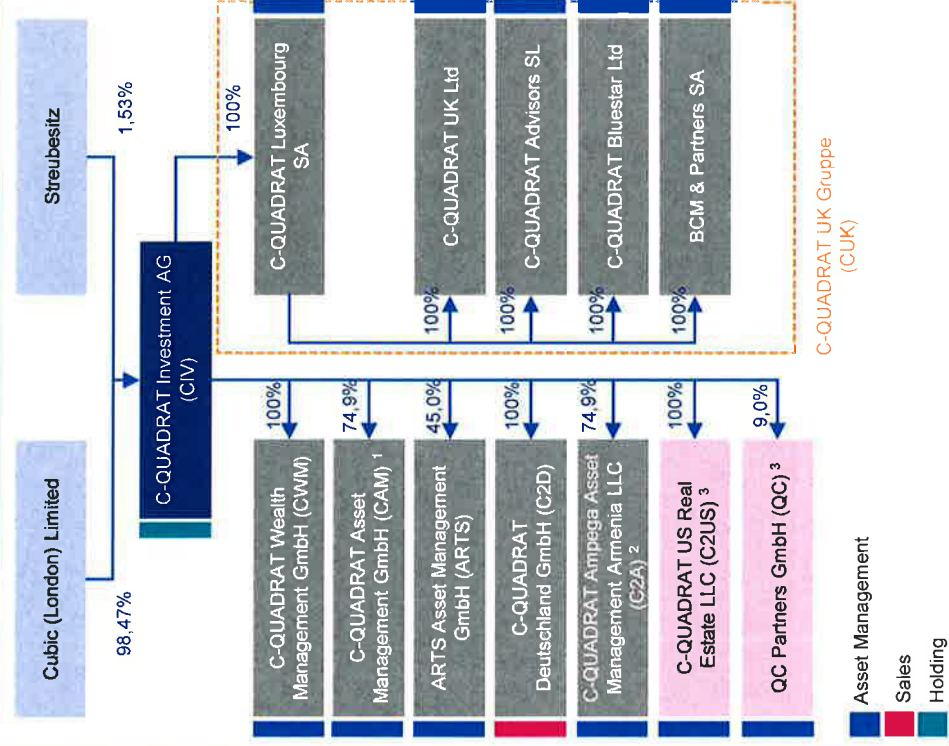 Cubic (London) Limited
Streubesitz
98,47%
1,53%
C-QUADRAT Investment AG
(CIV)
100%
C-QUADRAT Wealth
Management GmbH (CWM)
100%
C-QUADRAT Asset
Management GmbH (CAM) ¹
74,9%
ARTS Asset Management
GmbH (ARTS)
45,0%
C-QUADRAT
Deutschland GmbH (C2D)
100%
C-QUADRAT Ampega Asset
Management Armenia LLC
(C2A) ²
74,9%
C-QUADRAT US Real
Estate LLC (C2US) ³
100%
QC Partners GmbH (QC) ³
9,0%
C-QUADRAT Luxembourg
SA
100%
C-QUADRAT UK Ltd
100%
C-QUADRAT Advisors SL
100%
C-QUADRAT Bluestar Ltd
100%
BCM & Partners SA
C-QUADRAT UK Gruppe
(CUK)
100%
Asset Management
Sales
Holding